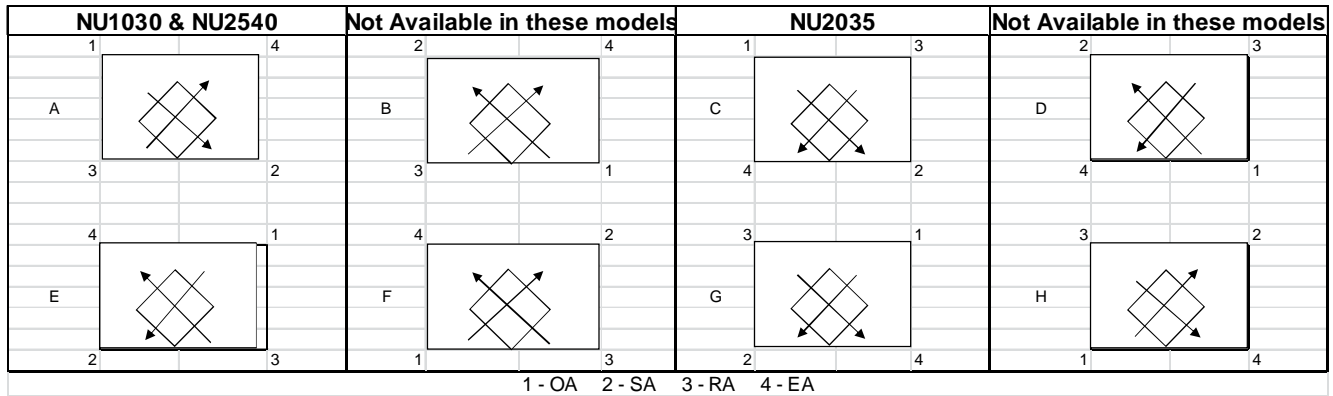 NU1030 & NU2540 Not Available in these models NU2035 Not Available in these models
1 4 2 4 1 3 2 3
A B C D
3 2 3 1 4 2 4 1
4 1 4 2 3 1 3 2
E F G H
2 3 1 3 2 4 1 4
1 - OA 2 - SA 3 - RA 4 - EA